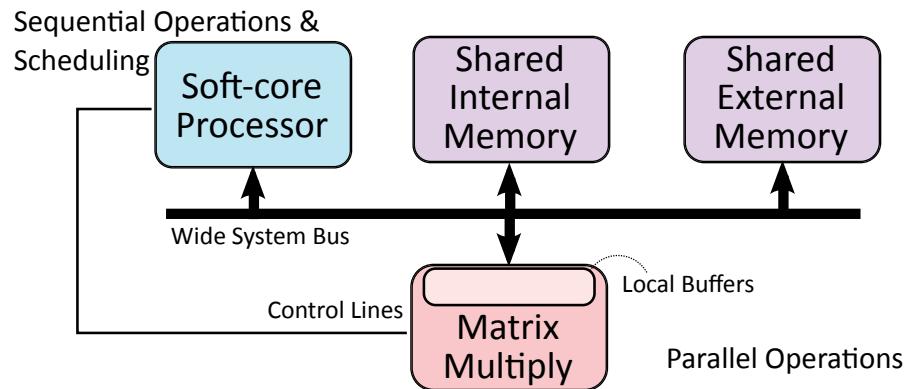 Sequential Operations &
Scheduling
Soft-core
Processor
Shared
Internal
Memory
Shared
External
Memory
Wide System Bus
Local Buffers
Control Lines
Matrix
Multiply
Parallel Operations